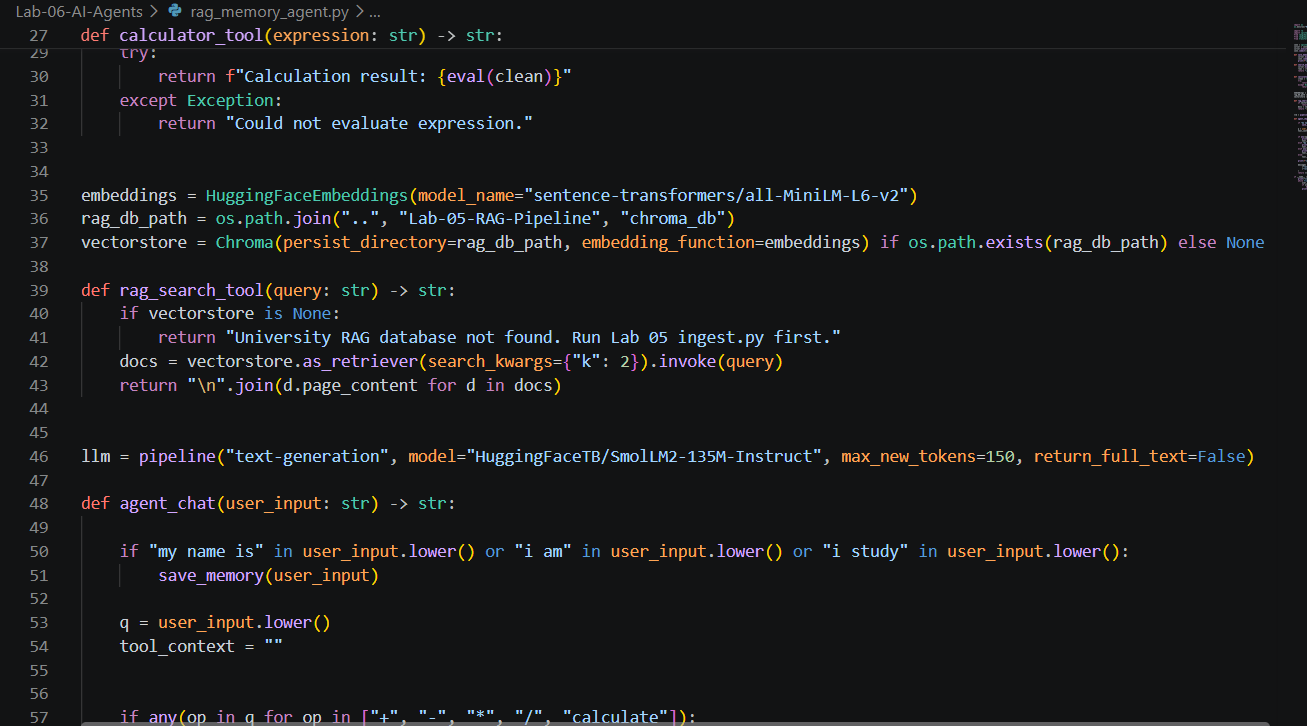 Lab-06-AI-Agents > rag_memory_agent.py > ...
27 def calculator_tool(expression: str) -> str:
29     try:
30         return f"Calculation result: {eval(clean)}"
31     except Exception:
32         return "Could not evaluate expression."
33
34
35 embeddings = HuggingFaceEmbeddings(model_name="sentence-transformers/all-MiniLM-L6-v2")
36 rag_db_path = os.path.join("..", "Lab-05-RAG-Pipeline", "chroma_db")
37 vectorstore = Chroma(persist_directory=rag_db_path, embedding_function=embeddings) if os.path.exists(rag_db_path) else None
38
39 def rag_search_tool(query: str) -> str:
40     if vectorstore is None:
41         return "University RAG database not found. Run Lab 05 ingest.py first."
42     docs = vectorstore.as_retriever(search_kwargs={"k": 2}).invoke(query)
43     return "\n".join(d.page_content for d in docs)
44
45
46 llm = pipeline("text-generation", model="HuggingFaceTB/SmolLM2-135M-Instruct", max_new_tokens=150, return_full_text=False)
47
48 def agent_chat(user_input: str) -> str:
49
50     if "my name is" in user_input.lower() or "i am" in user_input.lower() or "i study" in user_input.lower():
51         save_memory(user_input)
52
53     q = user_input.lower()
54     tool_context = ""
55
56
57     if any(op in q for op in ["+", "-", "*", "/", "calculate"]):